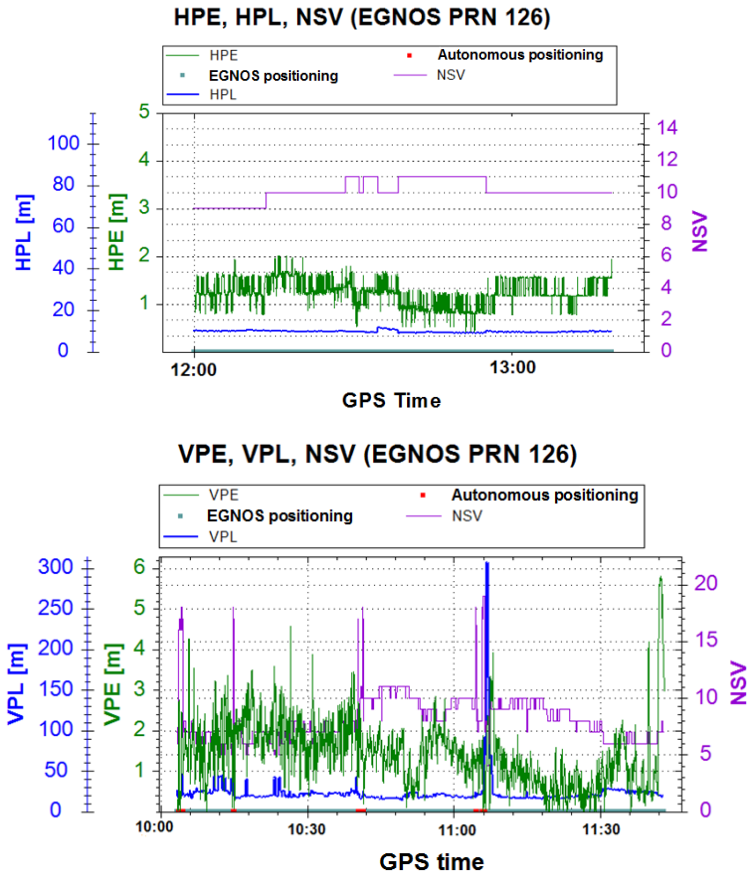 HPE, HPL, NSV (EGNOS PRN 126)
HPE
Autonomous positioning
EGNOS positioning
NSV
HPL
100
80
60
40
20
0
HPL [m]
5
4
3
2
1
HPE [m]
14
12
10
8
6
4
2
0
NSV
12:00
13:00
GPS Time
VPE, VPL, NSV (EGNOS PRN 126)
VPE
Autonomous positioning
EGNOS positioning
NSV
VPL
300
250
200
150
100
50
0
VPL [m]
6
5
4
3
2
1
VPE [m]
20
15
10
5
0
NSV
10:00
10:30
11:00
11:30
GPS time